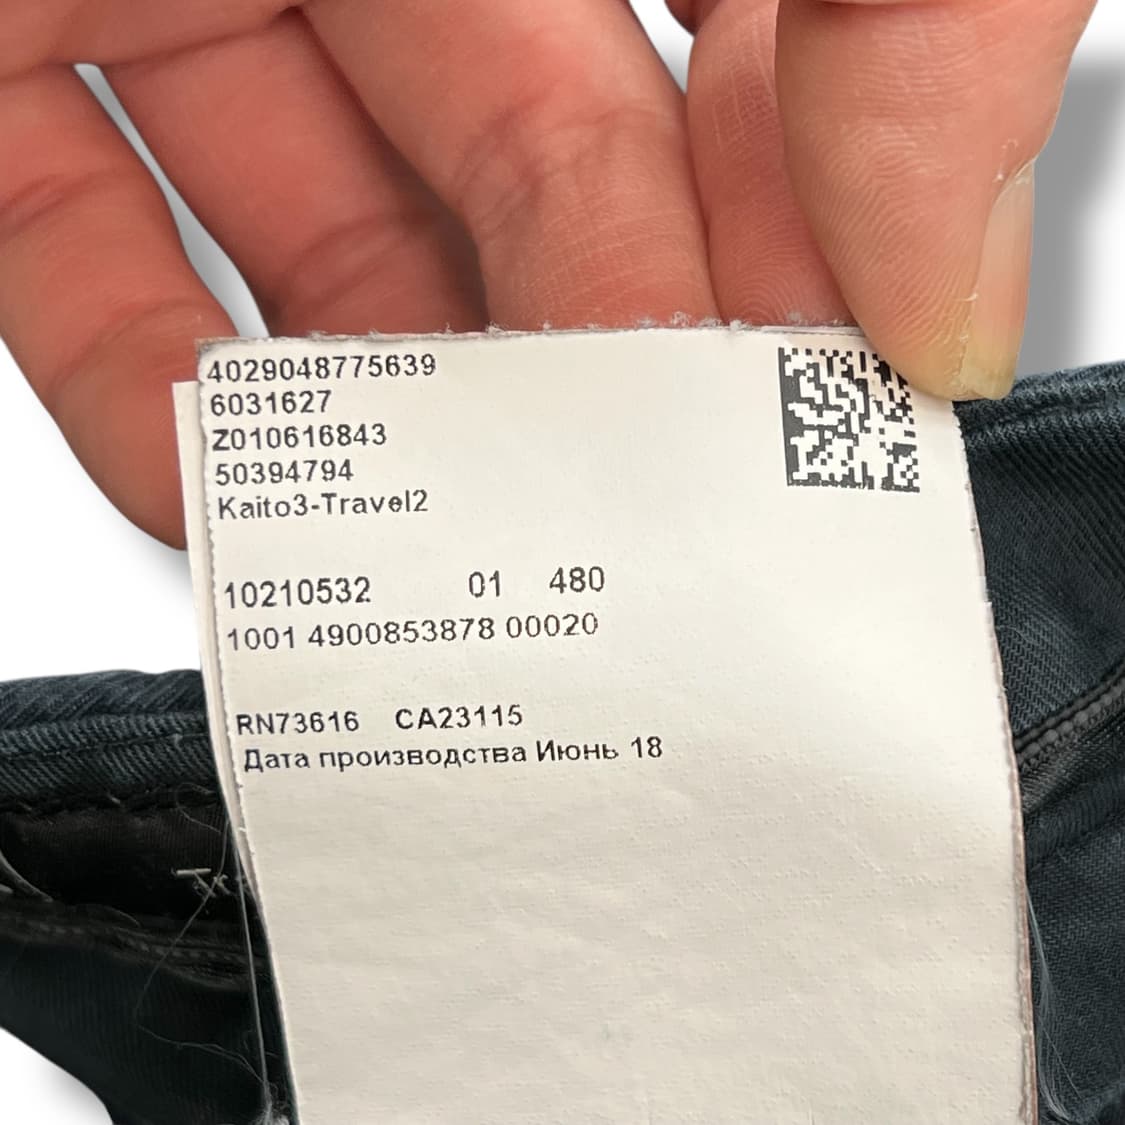 4029048775639
6031627
Z010616843
50394794
Kaito3-Travel2
10210532 01 480
1001 4900853878 00020
RN73616 CA23115
Дата производства Июнь 18